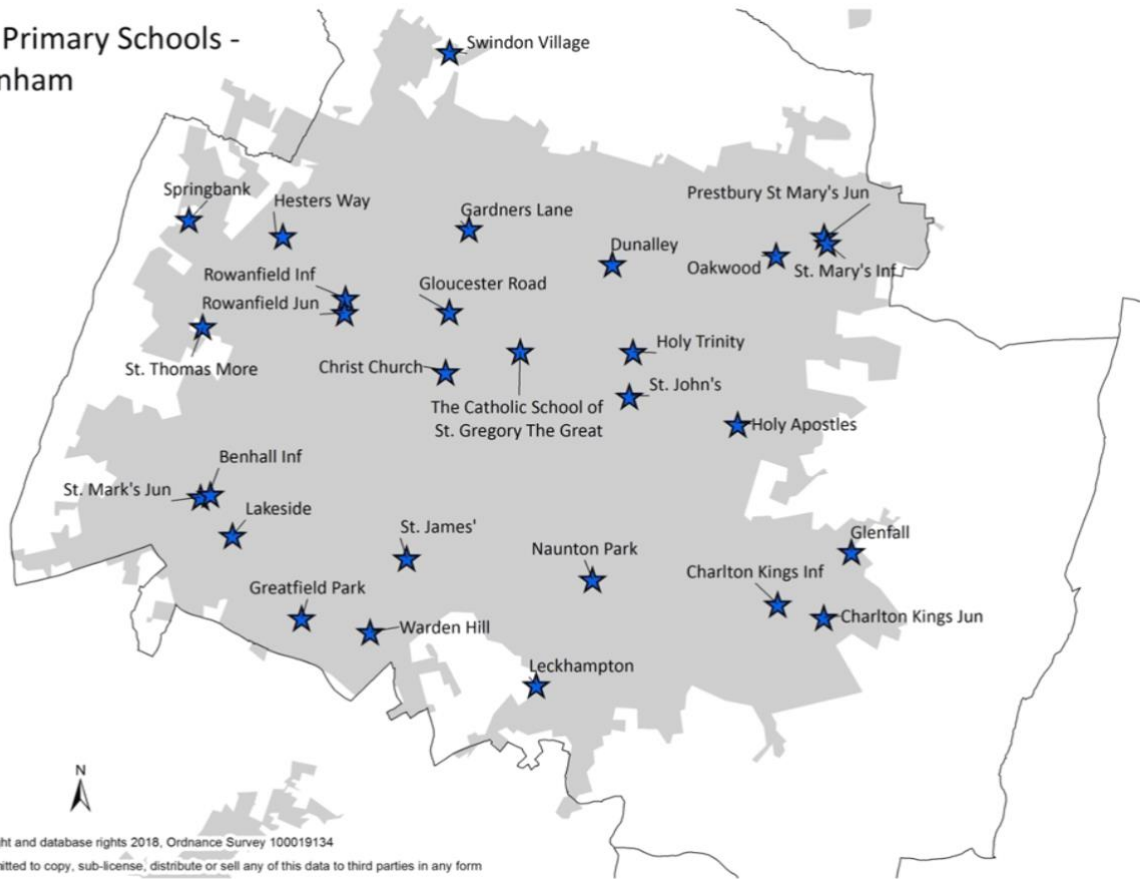 Primary Schools -
nham
Swindon Village
Springbank
Hesters Way
Gardners Lane
Prestbury St Mary's Jun
Dunalley
Oakwood
St. Mary's Inf
Rowanfield Inf
Rowanfield Jun
Gloucester Road
St. Thomas More
Christ Church
Holy Trinity
St. John's
The Catholic School of
St. Gregory The Great
Holy Apostles
Benhall Inf
St. Mark's Jun
Lakeside
St. James'
Naunton Park
Glenfall
Charlton Kings Inf
Charlton Kings Jun
Greatfield Park
Warden Hill
Leckhampton
N
ht and database rights 2018, Ordnance Survey 100019134
itted to copy, sub-license, distribute or sell any of this data to third parties in any form